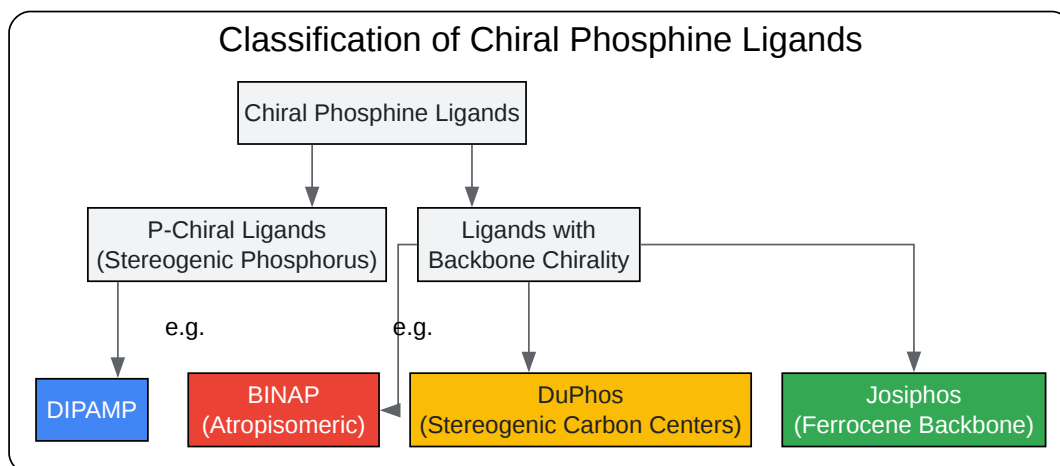 Classification of Chiral Phosphine Ligands
Chiral Phosphine Ligands
P-Chiral Ligands
(Stereogenic Phosphorus)
Ligands with
Backbone Chirality
e.g.
e.g.
DIPAMP
BINAP
(Atropisomeric)
DuPhos
(Stereogenic Carbon Centers)
Josiphos
(Ferrocene Backbone)